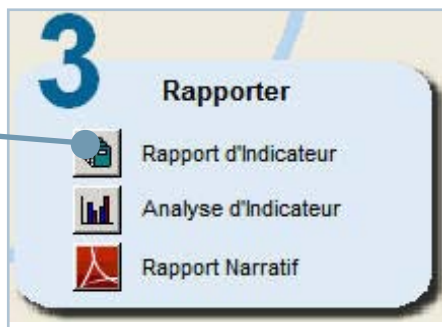 3
Rapporter
Rapport d'Indicateur
Analyse d'Indicateur
Rapport Narratif